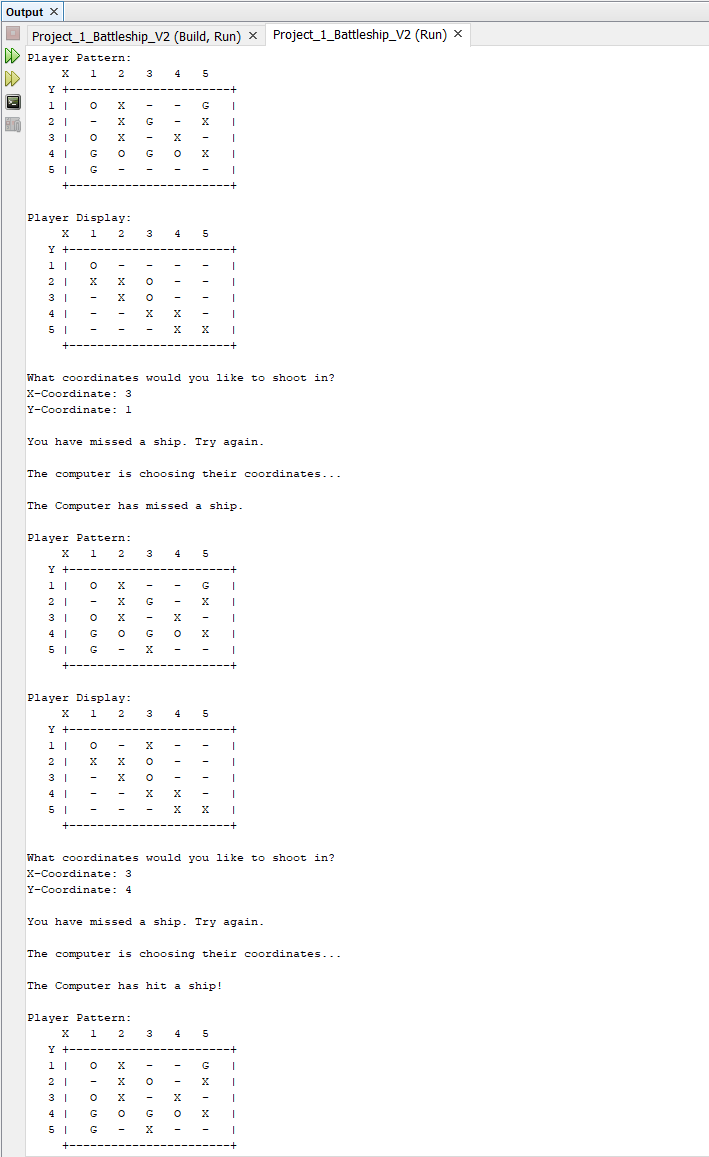 Output ×
Project_1_Battleship_V2 (Build, Run) × Project_1_Battleship_V2 (Run) ×
Player Pattern:
     X   1   2   3   4   5
   Y +-----------------------+
   1 |   O   X   -   -   G   |
   2 |   -   X   G   -   X   |
   3 |   O   X   -   X   -   |
   4 |   G   O   G   O   X   |
   5 |   G   -   -   -   -   |
     +-----------------------+

Player Display:
     X   1   2   3   4   5
   Y +-----------------------+
   1 |   O   -   -   -   -   |
   2 |   X   X   O   -   -   |
   3 |   -   X   O   -   -   |
   4 |   -   -   X   X   -   |
   5 |   -   -   -   X   X   |
     +-----------------------+

What coordinates would you like to shoot in?
X-Coordinate: 3
Y-Coordinate: 1

You have missed a ship. Try again.

The computer is choosing their coordinates...

The Computer has missed a ship.

Player Pattern:
     X   1   2   3   4   5
   Y +-----------------------+
   1 |   O   X   -   -   G   |
   2 |   -   X   G   -   X   |
   3 |   O   X   -   X   -   |
   4 |   G   O   G   O   X   |
   5 |   G   -   X   -   -   |
     +-----------------------+

Player Display:
     X   1   2   3   4   5
   Y +-----------------------+
   1 |   O   -   X   -   -   |
   2 |   X   X   O   -   -   |
   3 |   -   X   O   -   -   |
   4 |   -   -   X   X   -   |
   5 |   -   -   -   X   X   |
     +-----------------------+

What coordinates would you like to shoot in?
X-Coordinate: 3
Y-Coordinate: 4

You have missed a ship. Try again.

The computer is choosing their coordinates...

The Computer has hit a ship!

Player Pattern:
     X   1   2   3   4   5
   Y +-----------------------+
   1 |   O   X   -   -   G   |
   2 |   -   X   O   -   X   |
   3 |   O   X   -   X   -   |
   4 |   G   O   G   O   X   |
   5 |   G   -   X   -   -   |
     +-----------------------+